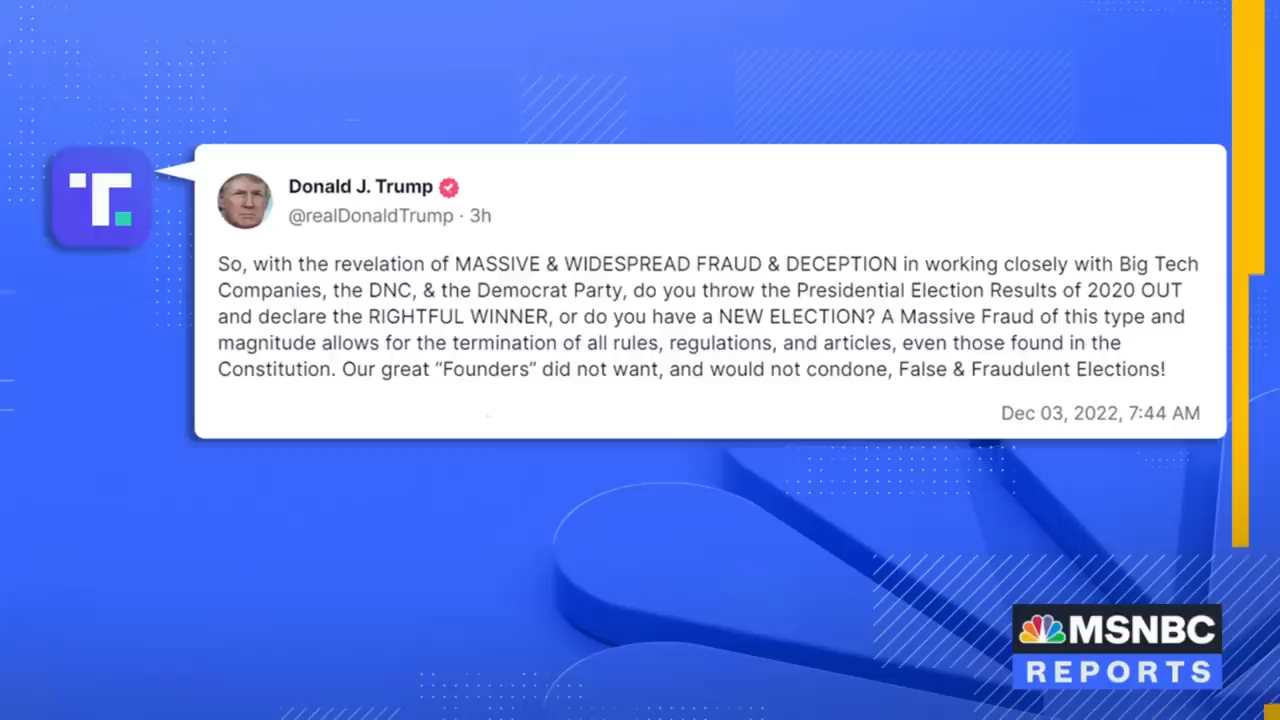 T.
Donald J. Trump
@realDonaldTrump · 3h
So, with the revelation of MASSIVE & WIDESPREAD FRAUD & DECEPTION in working closely with Big Tech
Companies, the DNC, & the Democrat Party, do you throw the Presidential Election Results of 2020 OUT
and declare the RIGHTFUL WINNER, or do you have a NEW ELECTION? A Massive Fraud of this type and
magnitude allows for the termination of all rules, regulations, and articles, even those found in the
Constitution. Our great “Founders” did not want, and would not condone, False & Fraudulent Elections!
Dec 03, 2022, 7:44 AM
MSNBC
REPORTS